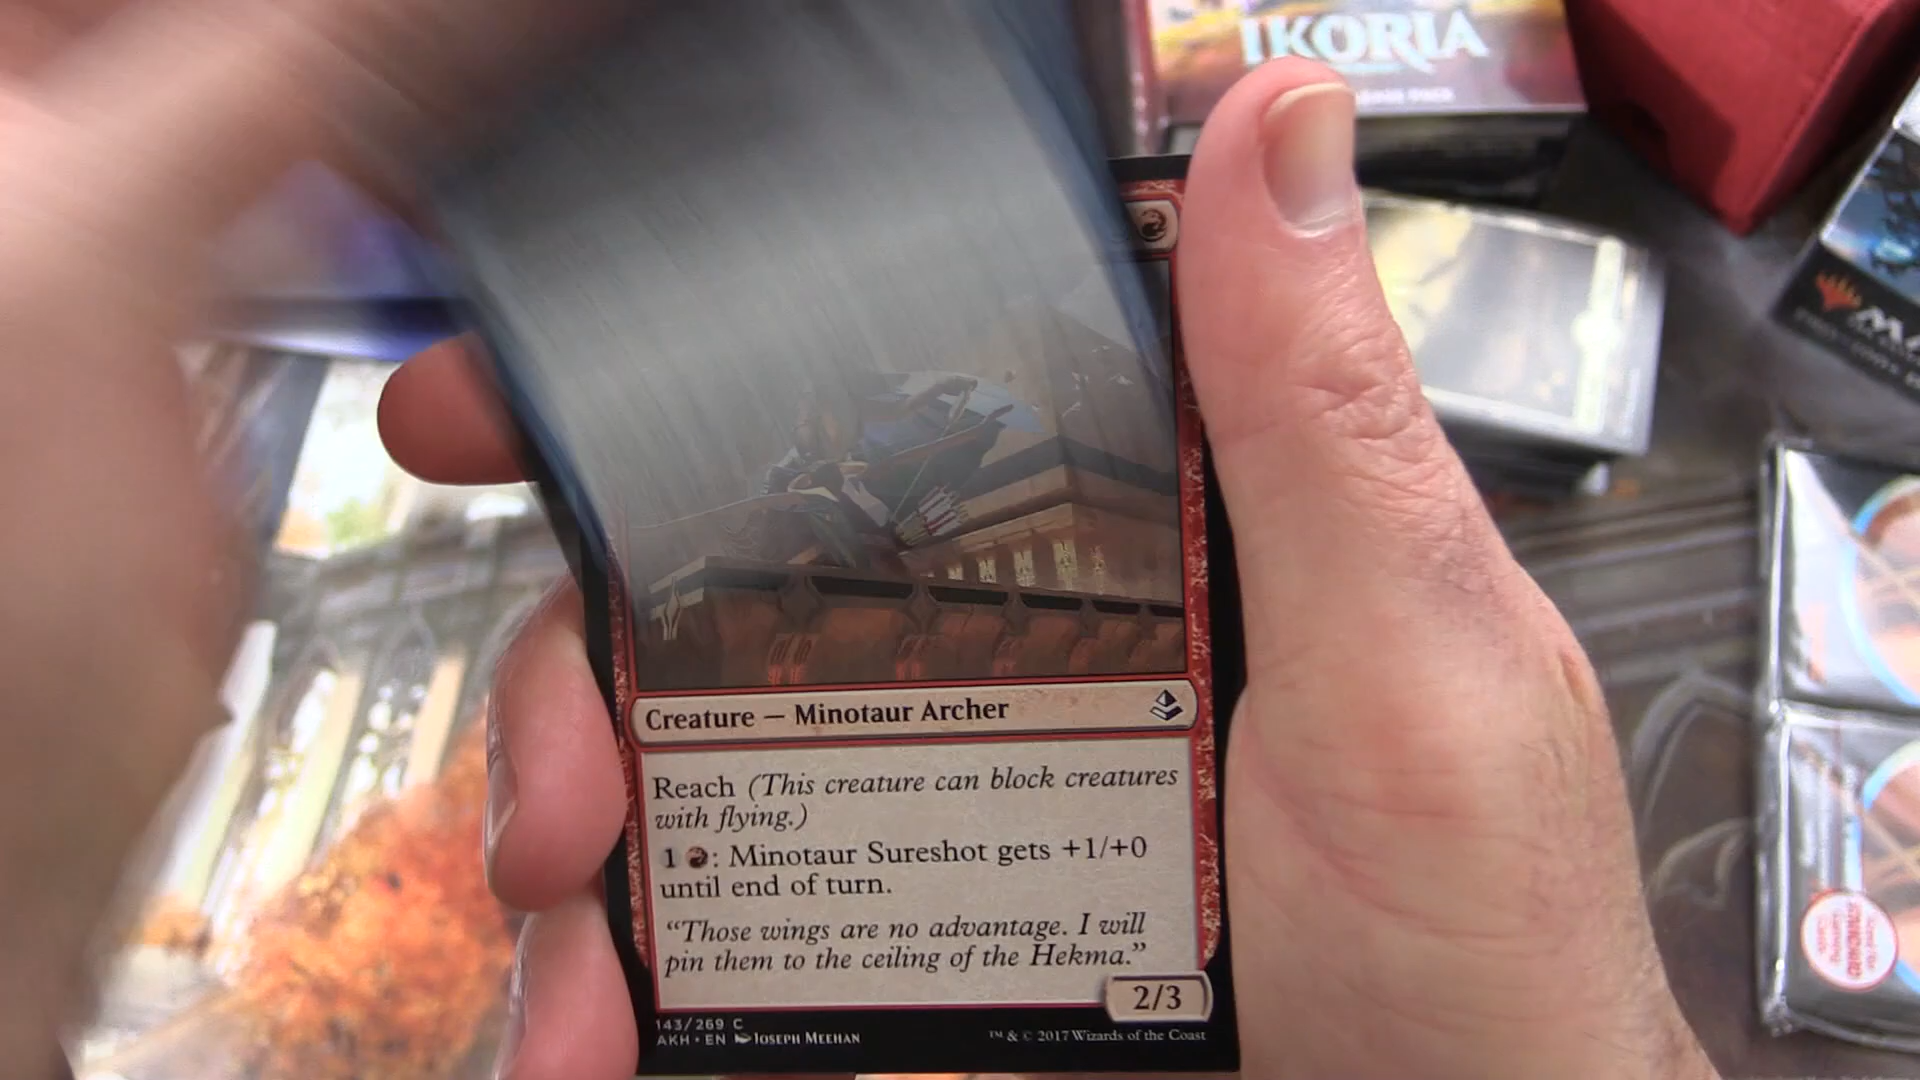 IKORIA
Creature — Minotaur Archer
Reach (This creature can block creatures
with flying.)
1 : Minotaur Sureshot gets +1/+0
until end of turn.
“Those wings are no advantage. I will
pin them to the ceiling of the Hekma.”
2/3
143/269 C
AKH • EN JOSEPH MEEHAN
™ & © 2017 Wizards of the Coast